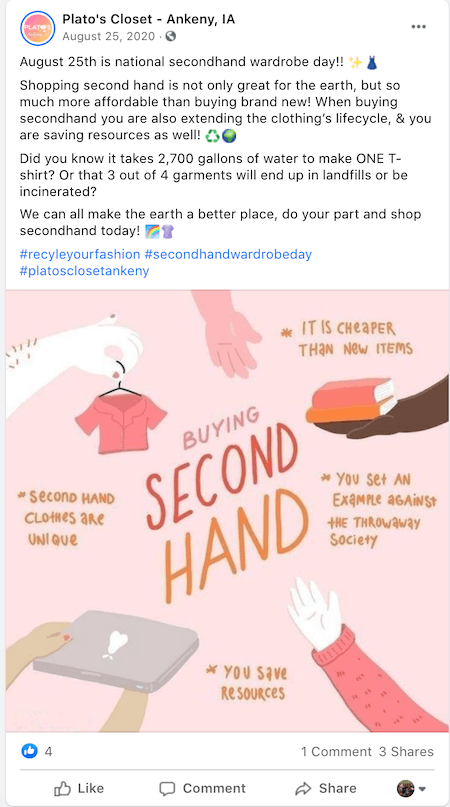 Plato's Closet - Ankeny, IA
August 25, 2020 ·
August 25th is national secondhand wardrobe day!! ✨👗
Shopping second hand is not only great for the earth, but so
much more affordable than buying brand new! When buying
secondhand you are also extending the clothing's lifecycle, & you
are saving resources as well! ♻️🌍
Did you know it takes 2,700 gallons of water to make ONE T-
shirt? Or that 3 out of 4 garments will end up in landfills or be
incinerated?
We can all make the earth a better place, do your part and shop
secondhand today! 🌈👚
#recyleyourfashion #secondhandwardrobeday
#platosclosetankeny
* IT IS CHEAPER
THAN NEW ITEMS
BUYING
SECOND
HAND
* SECOND HAND
CLOTHES ARE
UNIQUE
* YOU SET AN
EXAMPLE AGAINST
THE THROWAWAY
SOCIETY
* YOU SAVE
RESOURCES
4
1 Comment 3 Shares
Like
Comment
Share